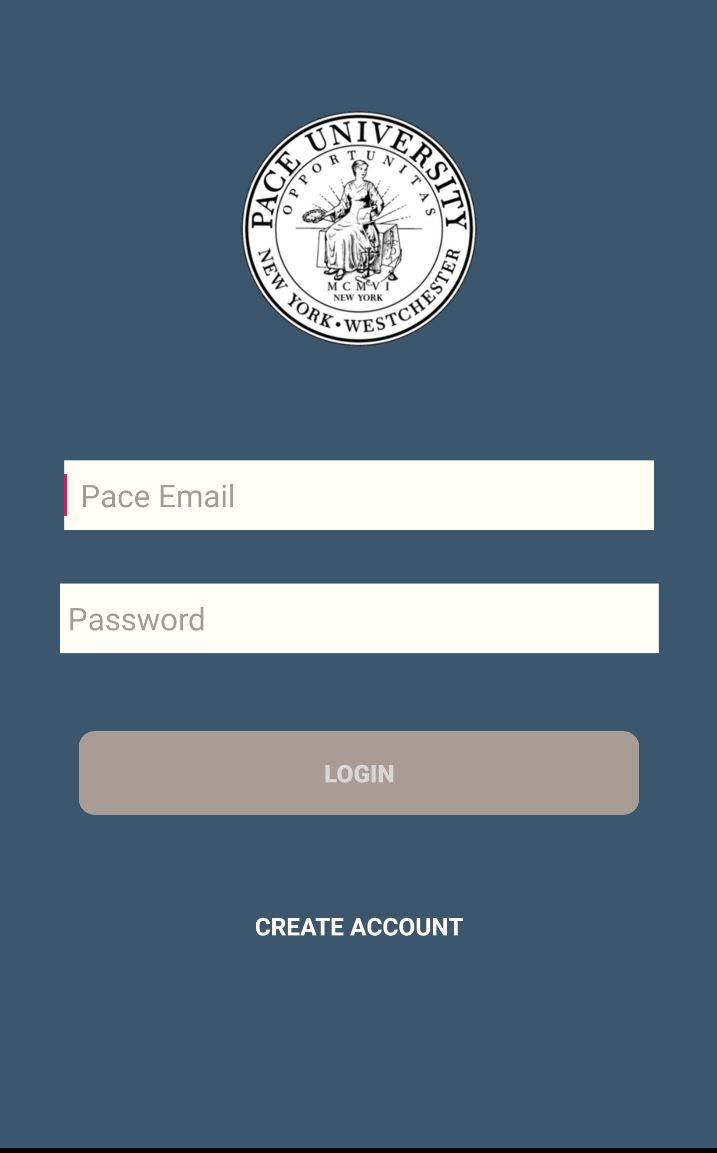 PACE UNIVERSITY
OPPORTUNITAS
MCMVI
NEW YORK
NEW YORK • WESTCHESTER
Pace Email
Password
LOGIN
CREATE ACCOUNT